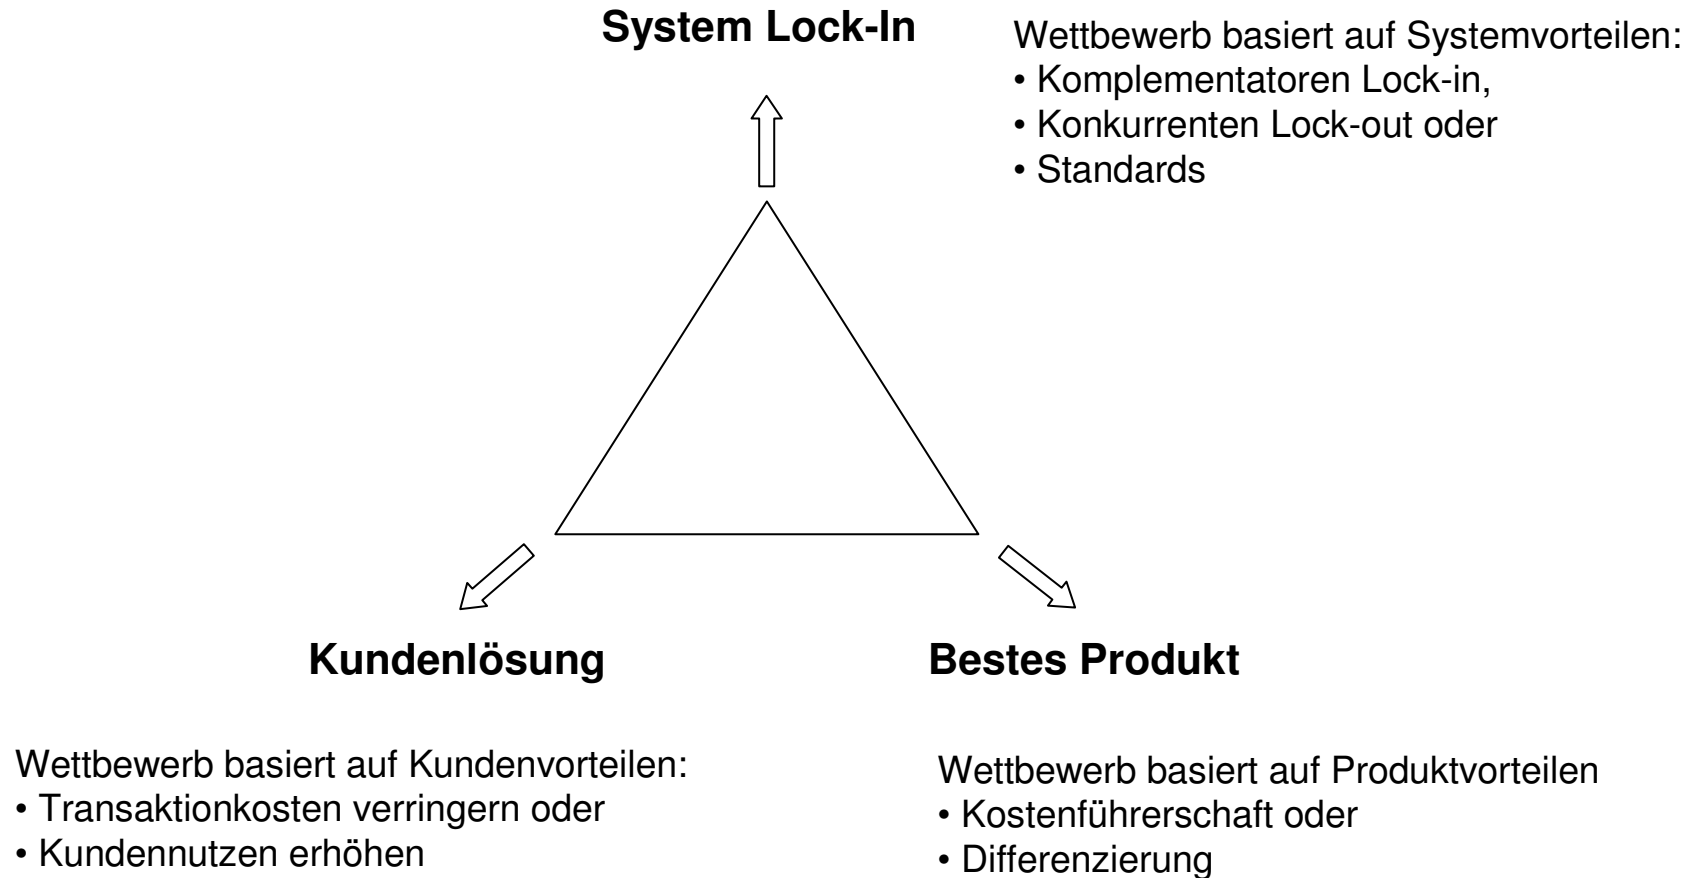 System Lock-In
Wettbewerb basiert auf Systemvorteilen:
• Komplementatoren Lock-in,
• Konkurrenten Lock-out oder
• Standards
Kundenlösung
Wettbewerb basiert auf Kundenvorteilen:
• Transaktionkosten verringern oder
• Kundennutzen erhöhen
Bestes Produkt
Wettbewerb basiert auf Produktvorteilen
• Kostenführerschaft oder
• Differenzierung